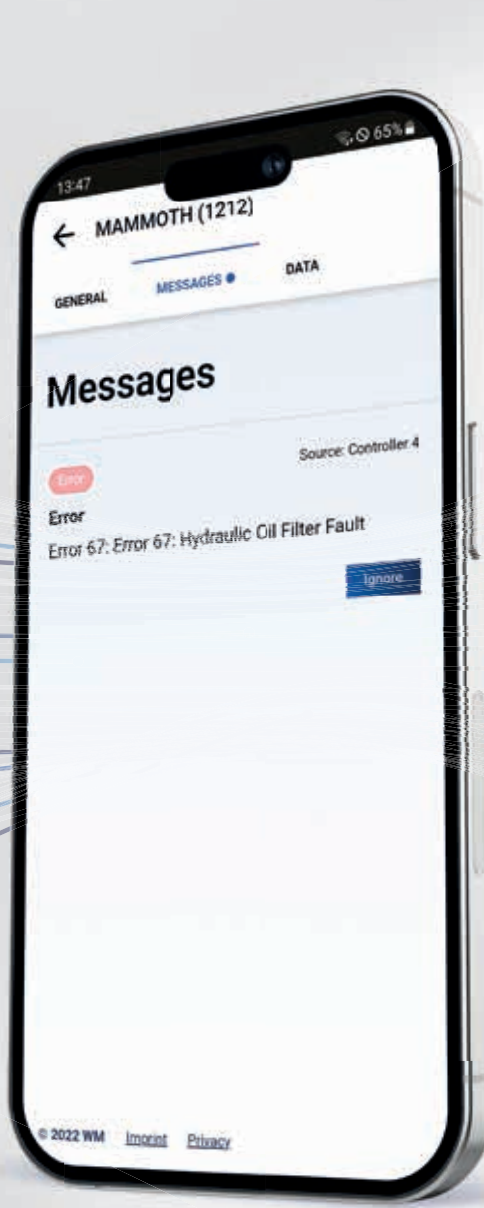 13:47
65%
MAMMOTH (1212)
GENERAL MESSAGES DATA
Messages
Source: Controller 4
Error
Error
Error 67: Error 67: Hydraulic Oil Filter Fault
Ignore
© 2022 WM Imprint Privacy